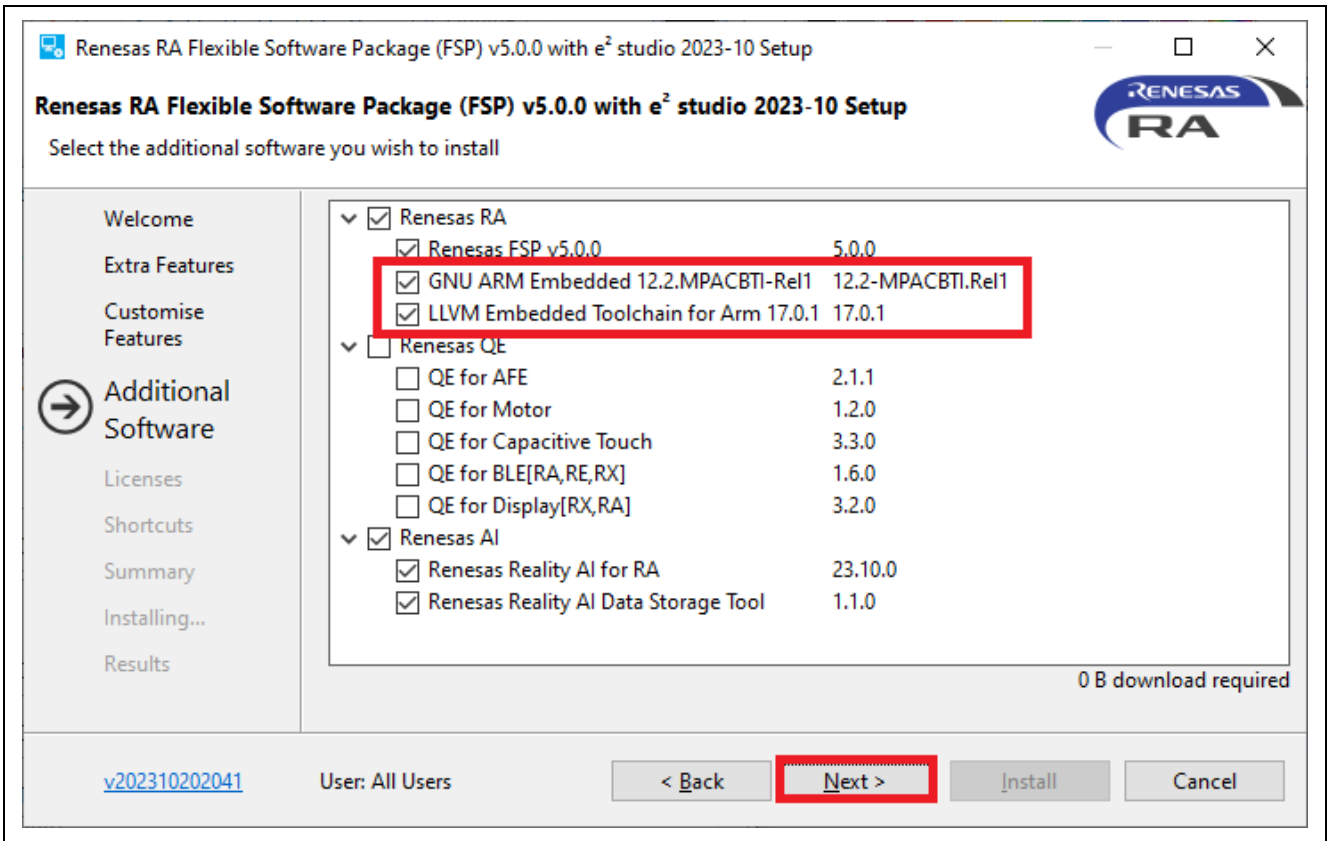 Renesas RA Flexible Software Package (FSP) v5.0.0 with e² studio 2023-10 Setup
Renesas RA Flexible Software Package (FSP) v5.0.0 with e² studio 2023-10 Setup
Select the additional software you wish to install
RENESAS
RA
Welcome
Extra Features
Customise
Features
Additional
Software
Licenses
Shortcuts
Summary
Installing...
Results
Renesas RA
Renesas FSP v5.0.0 5.0.0
GNU ARM Embedded 12.2.MPACBTI-Rel1 12.2-MPACBTI.Rel1
LLVM Embedded Toolchain for Arm 17.0.1 17.0.1
Renesas QE
QE for AFE 2.1.1
QE for Motor 1.2.0
QE for Capacitive Touch 3.3.0
QE for BLE[RA,RE,RX] 1.6.0
QE for Display[RX,RA] 3.2.0
Renesas AI
Renesas Reality AI for RA 23.10.0
Renesas Reality AI Data Storage Tool 1.1.0
0 B download required
v202310202041 User: All Users < Back Next > Install Cancel